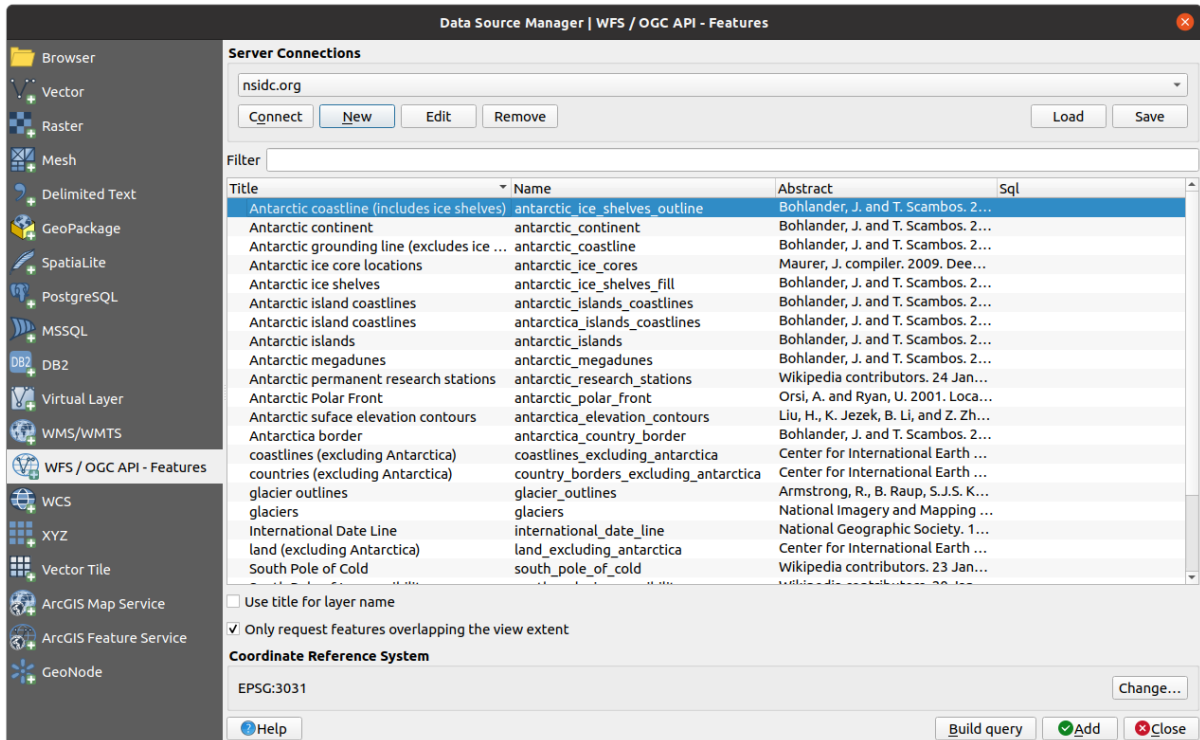 Data Source Manager | WFS / OGC API - Features
Browser
Vector
Raster
Mesh
Delimited Text
GeoPackage
SpatiaLite
PostgreSQL
MSSQL
DB2
Virtual Layer
WMS/WMTS
WFS / OGC API - Features
WCS
XYZ
Vector Tile
ArcGIS Map Service
ArcGIS Feature Service
GeoNode
Server Connections
nsidc.org
Connect New Edit Remove Load Save
Filter
Title Name Abstract Sql
Antarctic coastline (includes ice shelves) antarctic_ice_shelves_outline Bohlander, J. and T. Scambos. 2...
Antarctic continent antarctic_continent Bohlander, J. and T. Scambos. 2...
Antarctic grounding line (excludes ice ... antarctic_coastline Bohlander, J. and T. Scambos. 2...
Antarctic ice core locations antarctic_ice_cores Maurer, J. compiler. 2009. Dee...
Antarctic ice shelves antarctic_ice_shelves_fill Bohlander, J. and T. Scambos. 2...
Antarctic island coastlines antarctic_islands_coastlines Bohlander, J. and T. Scambos. 2...
Antarctic island coastlines antarctica_islands_coastlines Bohlander, J. and T. Scambos. 2...
Antarctic islands antarctic_islands Bohlander, J. and T. Scambos. 2...
Antarctic megadunes antarctic_megadunes Bohlander, J. and T. Scambos. 2...
Antarctic permanent research stations antarctic_research_stations Wikipedia contributors. 24 Jan...
Antarctic Polar Front antarctic_polar_front Orsi, A. and Ryan, U. 2001. Loca...
Antarctic suface elevation contours antarctica_elevation_contours Liu, H., K. Jezek, B. Li, and Z. Zh...
Antarctica border antarctica_country_border Bohlander, J. and T. Scambos. 2...
coastlines (excluding Antarctica) coastlines_excluding_antarctica Center for International Earth ...
countries (excluding Antarctica) country_borders_excluding_antarctica Center for International Earth ...
glacier outlines glacier_outlines Armstrong, R., B. Raup, S.J.S. K...
glaciers glaciers National Imagery and Mapping ...
International Date Line international_date_line National Geographic Society. 1...
land (excluding Antarctica) land_excluding_antarctica Center for International Earth ...
South Pole of Cold south_pole_of_cold Wikipedia contributors. 23 Jan...
Use title for layer name
Only request features overlapping the view extent
Coordinate Reference System
EPSG:3031 Change...
Help Build query Add Close